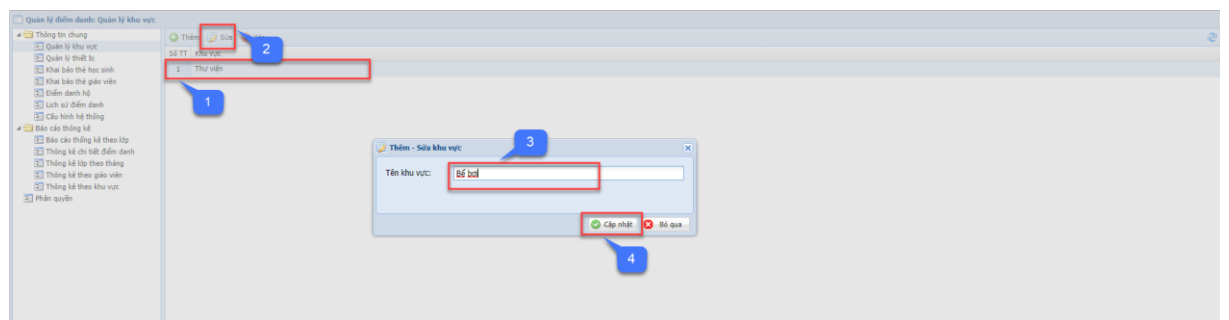 Quản lý điểm danh: Quản lý khu vực
Thông tin chung
Quản lý khu vực
Quản lý thiết bị
Khai báo thẻ học sinh
Khai báo thẻ giáo viên
Điểm danh hộ
Lịch sử điểm danh
Cấu hình hệ thống
Báo cáo thống kê
Báo cáo thống kê theo lớp
Thống kê chi tiết điểm danh
Thống kê lớp theo tháng
Thống kê theo giáo viên
Thống kê theo khu vực
Phân quyền
Thêm Sửa
2
Số TT Khu vực
1 Thư viện
1
Thêm - Sửa khu vực
3
Tên khu vực: Bể bơi
Cập nhật Bỏ qua
4